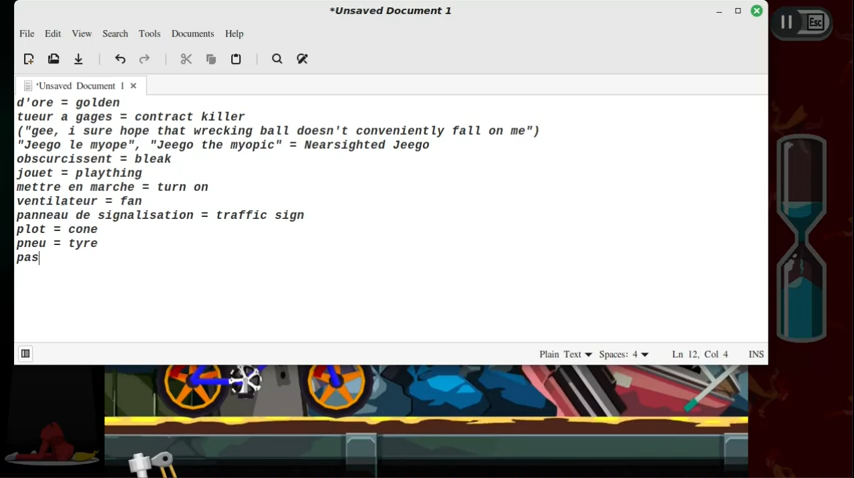 *Unsaved Document 1
File Edit View Search Tools Documents Help
*Unsaved Document 1
d'ore = golden
tueur a gages = contract killer
("gee, i sure hope that wrecking ball doesn't conveniently fall on me")
"Jeego le myope", "Jeego the myopic" = Nearsighted Jeego
obscurcissent = bleak
jouet = plaything
mettre en marche = turn on
ventilateur = fan
panneau de signalisation = traffic sign
plot = cone
pneu = tyre
pas
Plain Text Spaces: 4 Ln 12, Col 4 INS
Esc